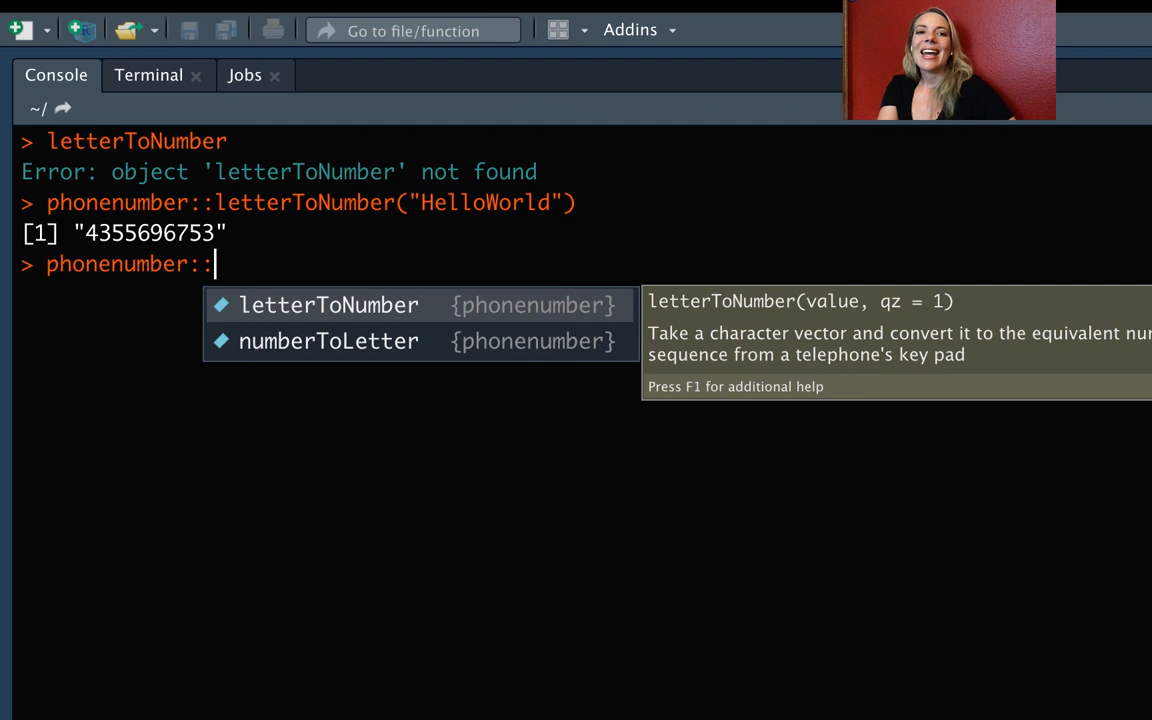 Go to file/function
Addins
Console
Terminal
Jobs
~/
> letterToNumber
Error: object 'letterToNumber' not found
> phonenumber::letterToNumber("HelloWorld")
[1] "4355696753"
> phonenumber::
letterToNumber {phonenumber}
numberToLetter {phonenumber}
letterToNumber(value, qz = 1)
Take a character vector and convert it to the equivalent
sequence from a telephone's key pad
Press F1 for additional help